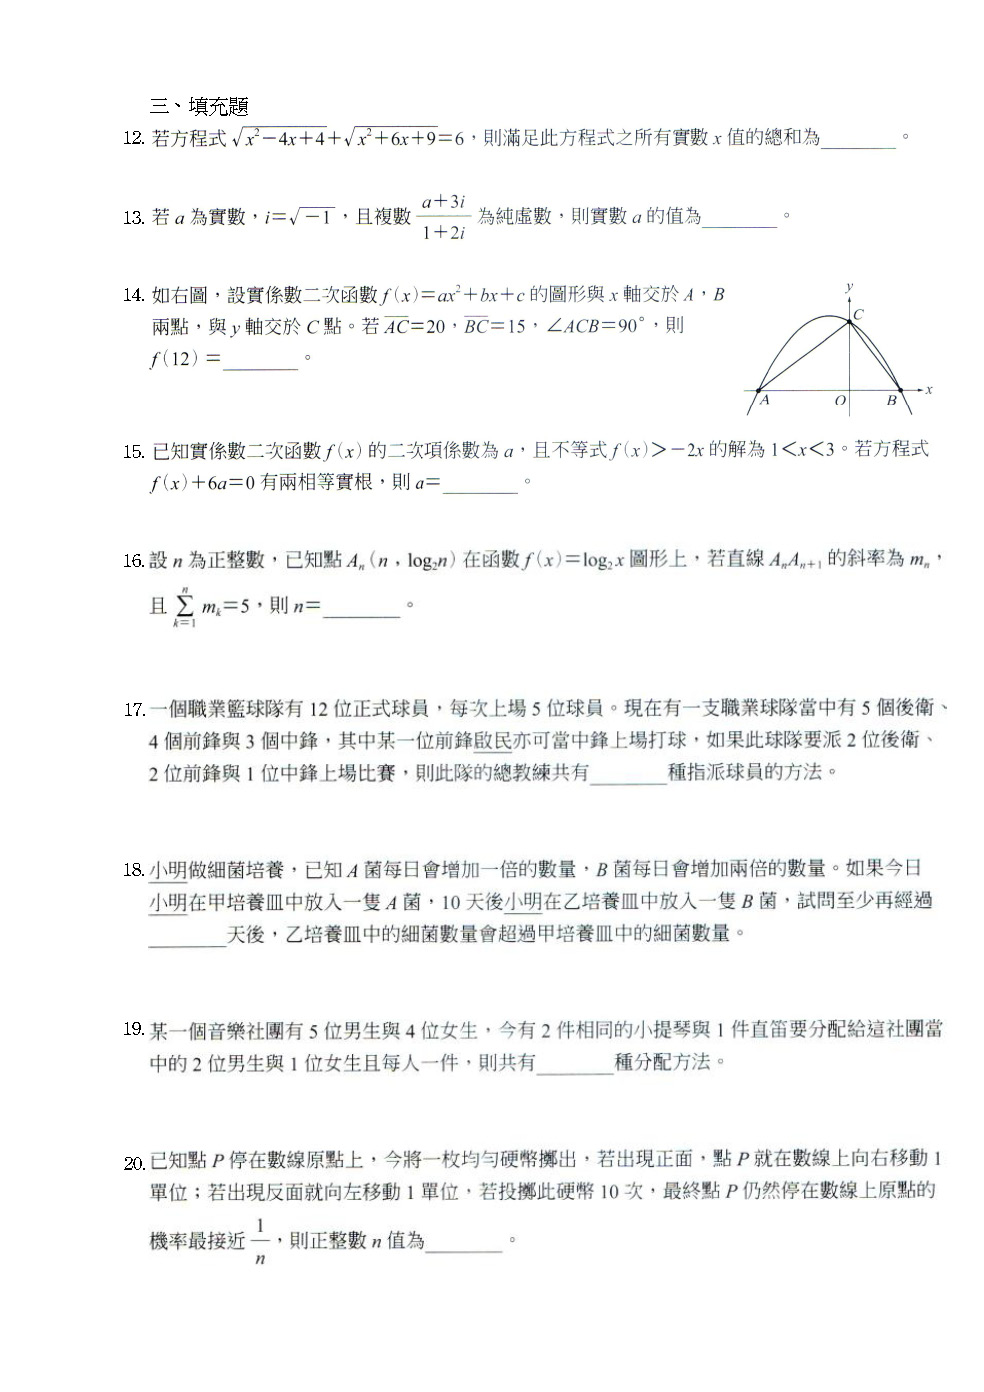 三、填充題
12. 若方程式 √(x²−4x+4)+√(x²+6x+9)=6，則滿足此方程式之所有實數 x 值的總和為________。
13. 若 a 為實數，i=√(−1)，且複數 (a+3i)/(1+2i) 為純虛數，則實數 a 的值為________。
14. 如右圖，設實係數二次函數 f(x)=ax²+bx+c 的圖形與 x 軸交於 A，B
兩點，與 y 軸交於 C 點。若 A̅C̅=20，B̅C̅=15，∠ACB=90°，則
f(12)=________。
y
C
A
O
B
x
15. 已知實係數二次函數 f(x) 的二次項係數為 a，且不等式 f(x)＞−2x 的解為 1＜x＜3。若方程式
f(x)+6a=0 有兩相等實根，則 a=________。
16. 設 n 為正整數，已知點 Aₙ(n，log₂n) 在函數 f(x)=log₂x 圖形上，若直線 AₙAₙ₊₁ 的斜率為 mₙ，
且 n∑k=1 mₖ=5，則 n=________。
17. 一個職業籃球隊有 12 位正式球員，每次上場 5 位球員。現在有一支職業球隊當中有 5 個後衛、
4 個前鋒與 3 個中鋒，其中某一位前鋒啟民亦可當中鋒上場打球，如果此球隊要派 2 位後衛、
2 位前鋒與 1 位中鋒上場比賽，則此隊的總教練共有________種指派球員的方法。
18. 小明做細菌培養，已知 A 菌每日會增加一倍的數量，B 菌每日會增加兩倍的數量。如果今日
小明在甲培養皿中放入一隻 A 菌，10 天後小明在乙培養皿中放入一隻 B 菌，試問至少再經過
________天後，乙培養皿中的細菌數量會超過甲培養皿中的細菌數量。
19. 某一個音樂社團有 5 位男生與 4 位女生，今有 2 件相同的小提琴與 1 件直笛要分配給這社團當
中的 2 位男生與 1 位女生且每人一件，則共有________種分配方法。
20. 已知點 P 停在數線原點上，今將一枚均勻硬幣擲出，若出現正面，點 P 就在數線上向右移動 1
單位；若出現反面就向左移動 1 單位，若投擲此硬幣 10 次，最終點 P 仍然停在數線上原點的
機率最接近 1/n，則正整數 n 值為________。